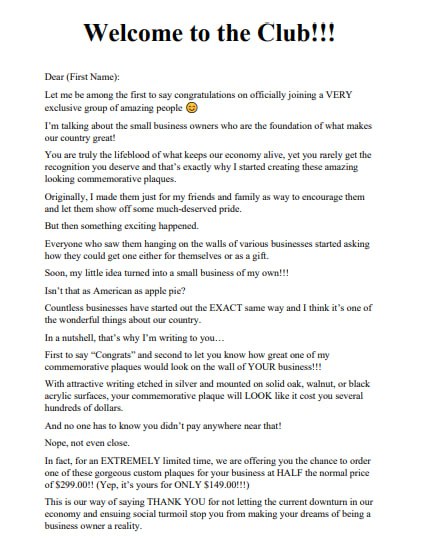 Welcome to the Club!!!
Dear (First Name):
Let me be among the first to say congratulations on officially joining a VERY
exclusive group of amazing people 😊
I'm talking about the small business owners who are the foundation of what makes
our country great!
You are truly the lifeblood of what keeps our economy alive, yet you rarely get the
recognition you deserve and that's exactly why I started creating these amazing
looking commemorative plaques.
Originally, I made them just for my friends and family as way to encourage them
and let them show off some much-deserved pride.
But then something exciting happened.
Everyone who saw them hanging on the walls of various businesses started asking
how they could get one either for themselves or as a gift.
Soon, my little idea turned into a small business of my own!!!
Isn't that as American as apple pie?
Countless businesses have started out the EXACT same way and I think it's one of
the wonderful things about our country.
In a nutshell, that's why I'm writing to you…
First to say “Congrats” and second to let you know how great one of my
commemorative plaques would look on the wall of YOUR business!!!
With attractive writing etched in silver and mounted on solid oak, walnut, or black
acrylic surfaces, your commemorative plaque will LOOK like it cost you several
hundreds of dollars.
And no one has to know you didn't pay anywhere near that!
Nope, not even close.
In fact, for an EXTREMELY limited time, we are offering you the chance to order
one of these gorgeous custom plaques for your business at HALF the normal price
of $299.00!! (Yep, it's yours for ONLY $149.00!!!)
This is our way of saying THANK YOU for not letting the current downturn in our
economy and ensuing social turmoil stop you from making your dreams of being a
business owner a reality.